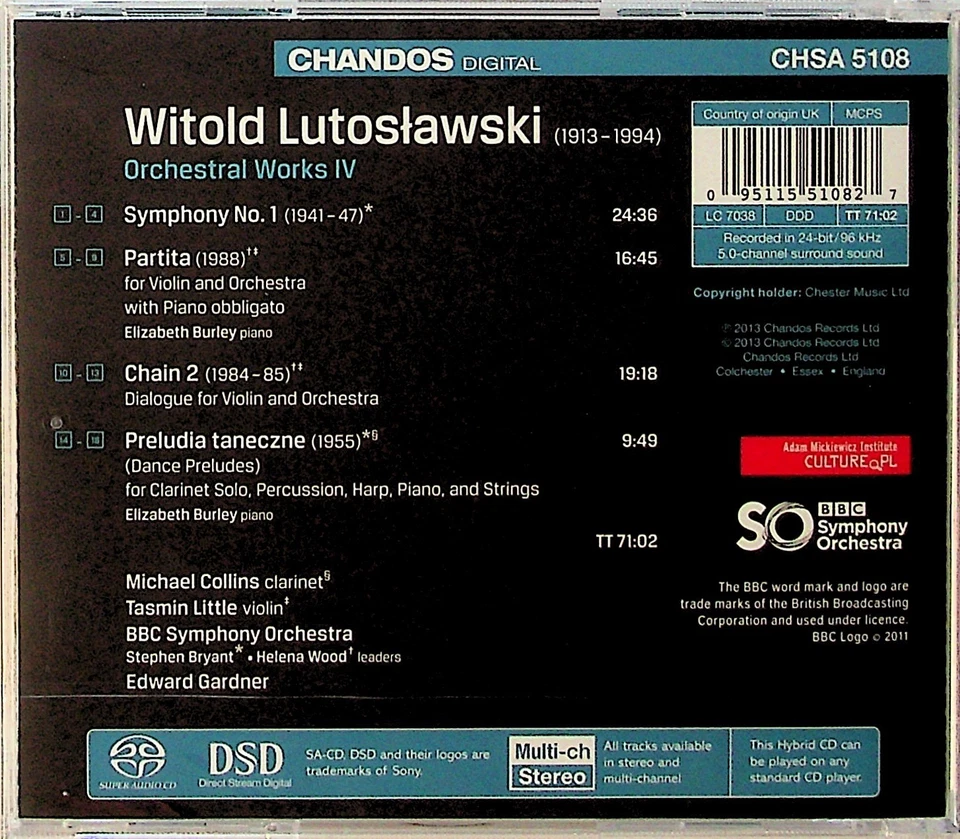 CHANDOS DIGITAL
CHSA 5108
Witold Lutosławski (1913–1994)
Orchestral Works IV
1 - 4 Symphony No. 1 (1941–47)* 24:36
5 - 9 Partita (1988)†‡ 16:45
for Violin and Orchestra
with Piano obbligato
Elizabeth Burley piano
10 - 13 Chain 2 (1984–85)†‡ 19:18
Dialogue for Violin and Orchestra
14 - 18 Preludia taneczne (1955)*§ 9:49
(Dance Preludes)
for Clarinet Solo, Percussion, Harp, Piano, and Strings
Elizabeth Burley piano
TT 71:02
Michael Collins clarinet§
Tasmin Little violin‡
BBC Symphony Orchestra
Stephen Bryant* • Helena Wood† leaders
Edward Gardner
Country of origin UK MCPS
0 95115 51082 7
LC 7038 DDD TT 71:02
Recorded in 24-bit/96 kHz
5.0-channel surround sound
Copyright holder: Chester Music Ltd
℗ 2013 Chandos Records Ltd
© 2013 Chandos Records Ltd
Chandos Records Ltd
Colchester • Essex • England
Adam Mickiewicz Institute
CULTURE.PL
SO BBC
Symphony
Orchestra
The BBC word mark and logo are
trade marks of the British Broadcasting
Corporation and used under licence.
BBC Logo © 2011
SUPER AUDIO CD
DSD
Direct Stream Digital
SA-CD, DSD and their logos are
trademarks of Sony.
Multi-ch
Stereo
All tracks available
in stereo and
multi-channel
This Hybrid CD can
be played on any
standard CD player.